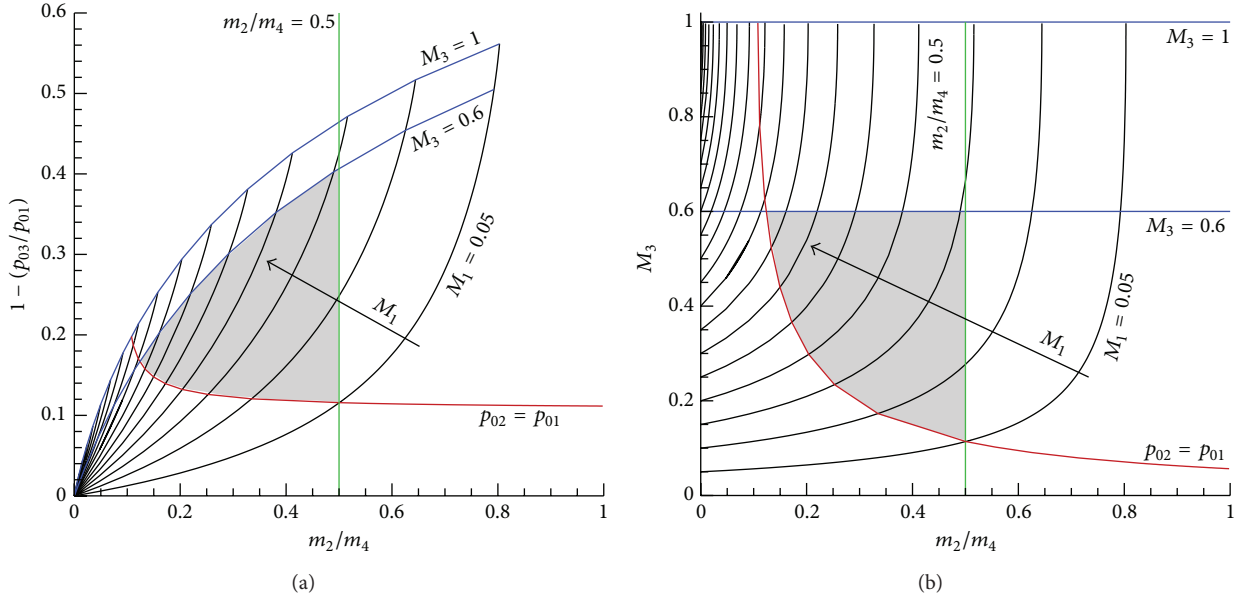 0.6
0.5
0.4
0.3
0.2
0.1
0
1 − (p03/p01)
m2/m4 = 0.5
M3 = 1
M3 = 0.6
M1 = 0.05
M1
p02 = p01
0
0.2
0.4
0.6
0.8
1
m2/m4
(a)
1
0.8
0.6
0.4
0.2
0
M3
M3 = 1
m2/m4 = 0.5
M3 = 0.6
M1 = 0.05
M1
p02 = p01
0
0.2
0.4
0.6
0.8
1
m2/m4
(b)